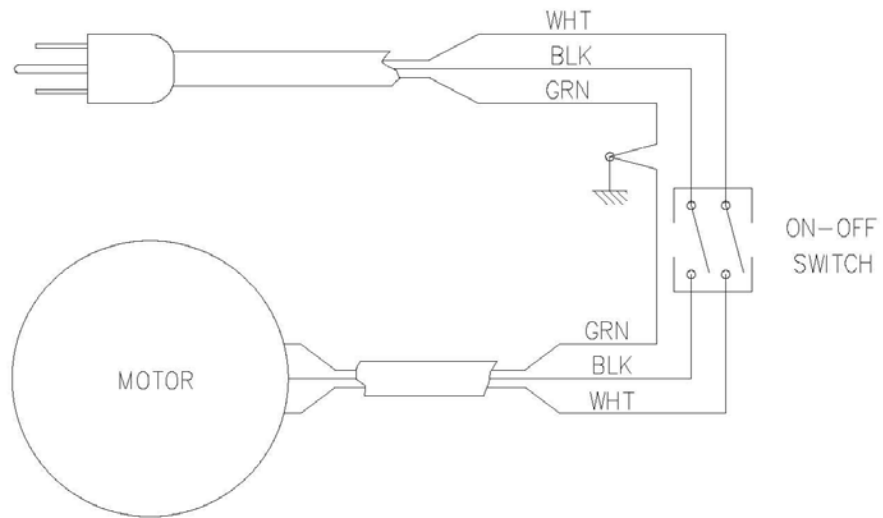 WHT
BLK
GRN
ON-OFF
SWITCH
GRN
BLK
WHT
MOTOR